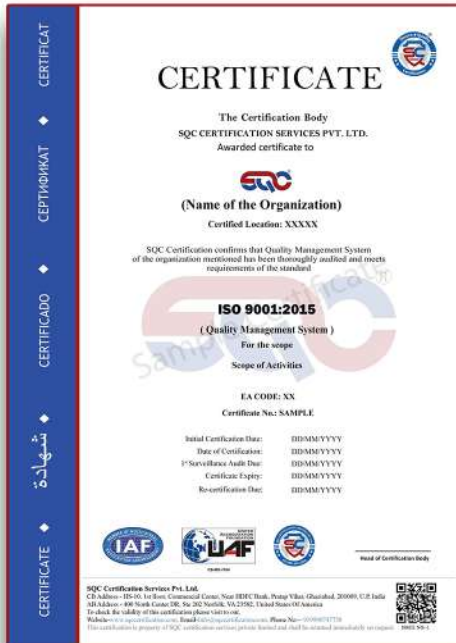 CERTIFICATE ◆ شهادة ◆ CERTIFICADO ◆ СЕРТИФИКАТ ◆ CERTIFICAT
CERTIFICATE
The Certification Body
SQC CERTIFICATION SERVICES PVT. LTD.
Awarded certificate to
SQC
(Name of the Organization)
Certified Location: XXXXX
SQC Certification confirms that Quality Management System
of the organization mentioned has been thoroughly audited and meets
requirements of the standard
Sample Certificate
ISO 9001:2015
( Quality Management System )
For the scope
Scope of Activities
EA CODE: XX
Certificate No.: SAMPLE
Initial Certification Date: DD/MM/YYYY
Date of Certification: DD/MM/YYYY
1st Surveillance Audit Due: DD/MM/YYYY
Certificate Expiry: DD/MM/YYYY
Re-certification Due: DD/MM/YYYY
IAF
UAF
Head of Certification Body
SQC Certification Services Pvt. Ltd.